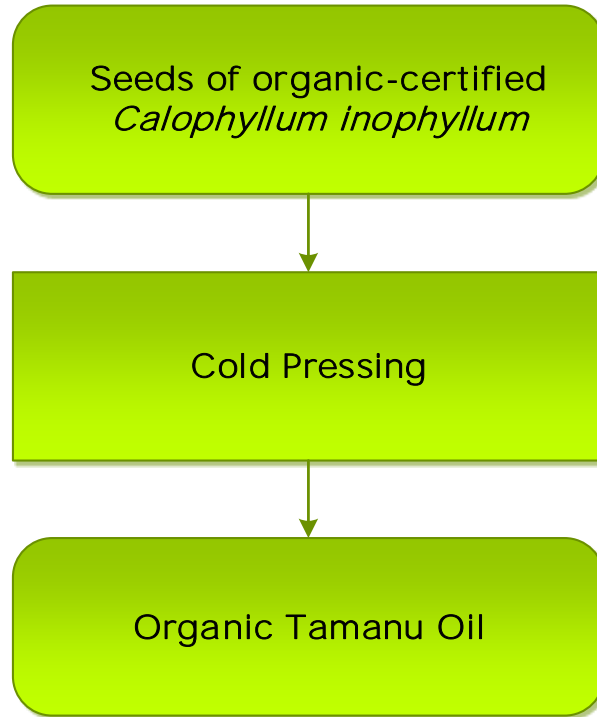 Seeds of organic-certified
Calophyllum inophyllum
Cold Pressing
Organic Tamanu Oil